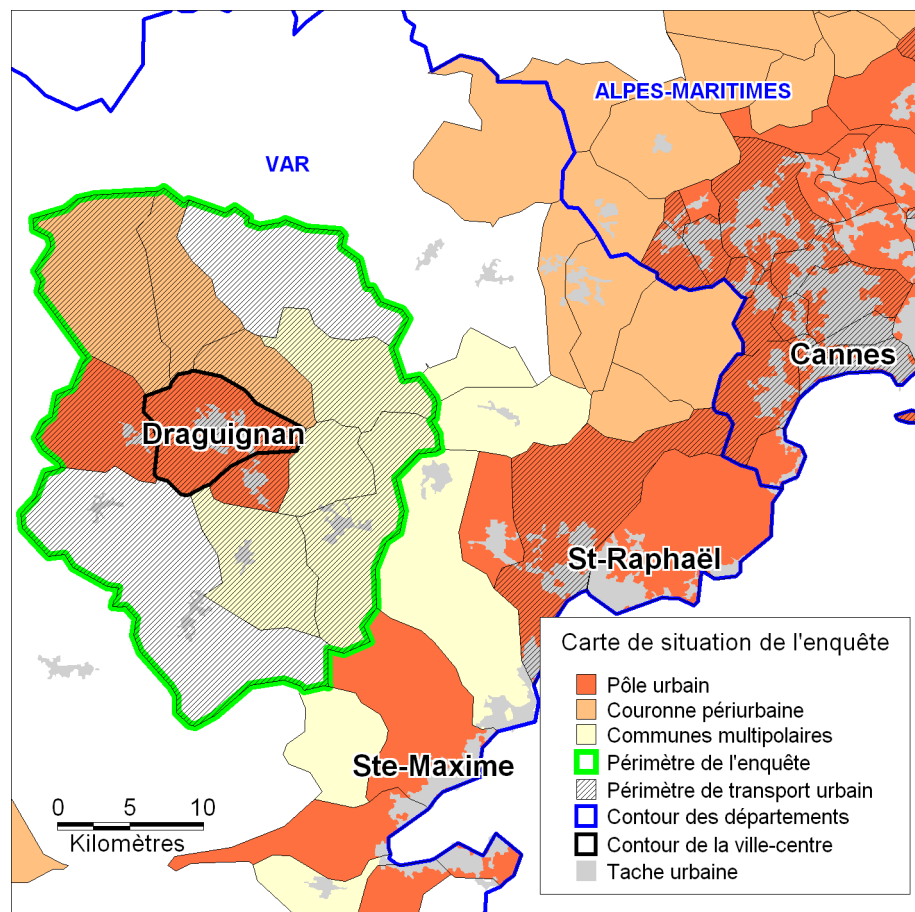 ALPES-MARITIMES
VAR
Cannes
Draguignan
St-Raphaël
Ste-Maxime
Carte de situation de l'enquête
Pôle urbain
Couronne périurbaine
Communes multipolaires
Périmètre de l'enquête
Périmètre de transport urbain
Contour des départements
Contour de la ville-centre
Tache urbaine
0 5 10
Kilomètres